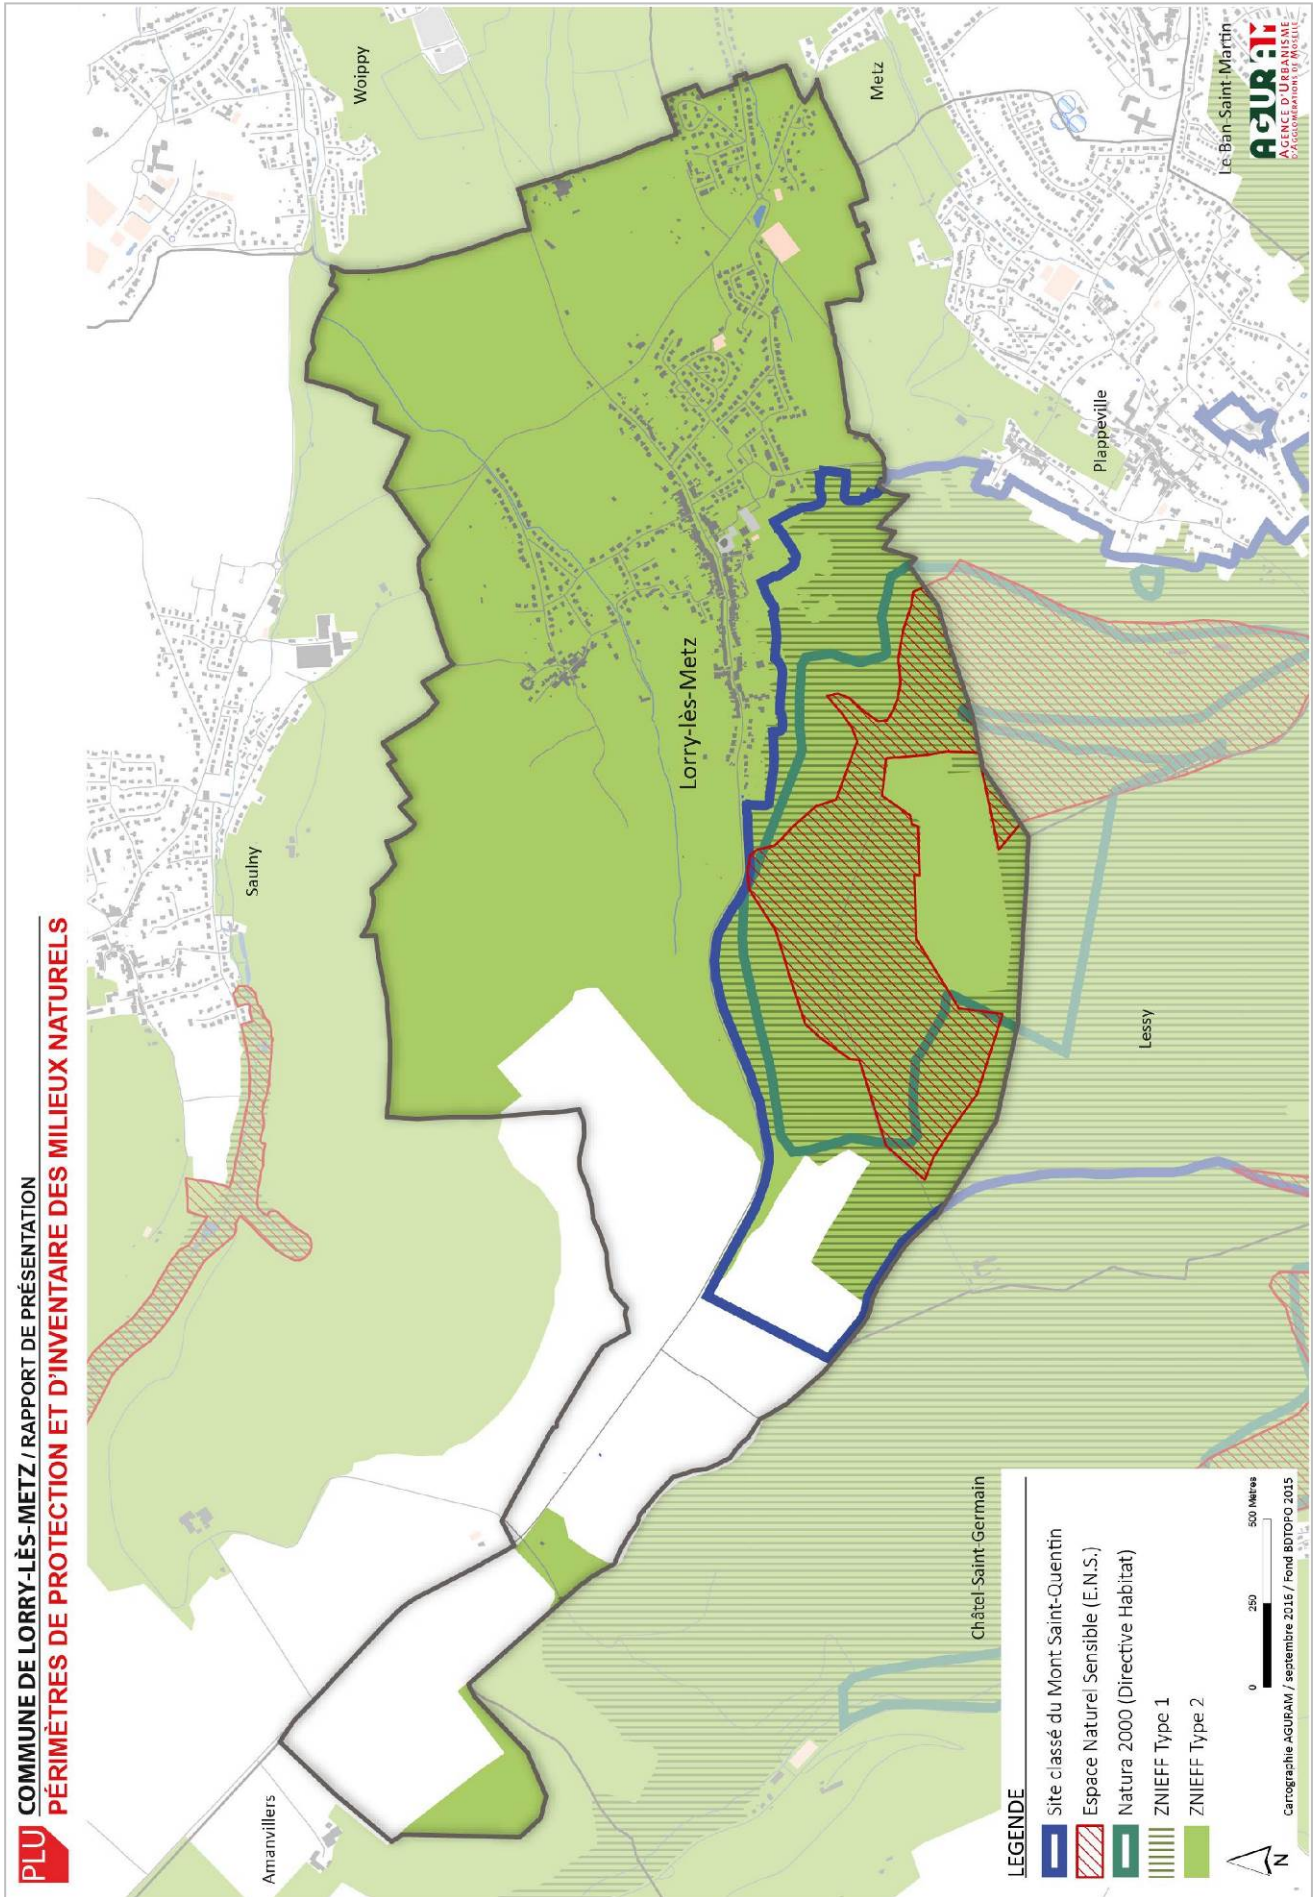 PLU
COMMUNE DE LORRY-LÈS-METZ / RAPPORT DE PRÉSENTATION
PÉRIMÈTRES DE PROTECTION ET D'INVENTAIRE DES MILIEUX NATURELS
Amanvillers
Saulny
Woippy
Lorry-lès-Metz
Metz
Châtel-Saint-Germain
Lessy
Plappeville
Le-Ban-Saint-Martin
AGURAM
AGENCE D'URBANISME
D'AGGLOMÉRATIONS DE MOSELLE
LEGENDE
Site classé du Mont Saint-Quentin
Espace Naturel Sensible (E.N.S.)
Natura 2000 (Directive Habitat)
ZNIEFF Type 1
ZNIEFF Type 2
N
0 250 500 Mètres
Cartographie AGURAM / septembre 2016 / Fond BDTOPO 2015